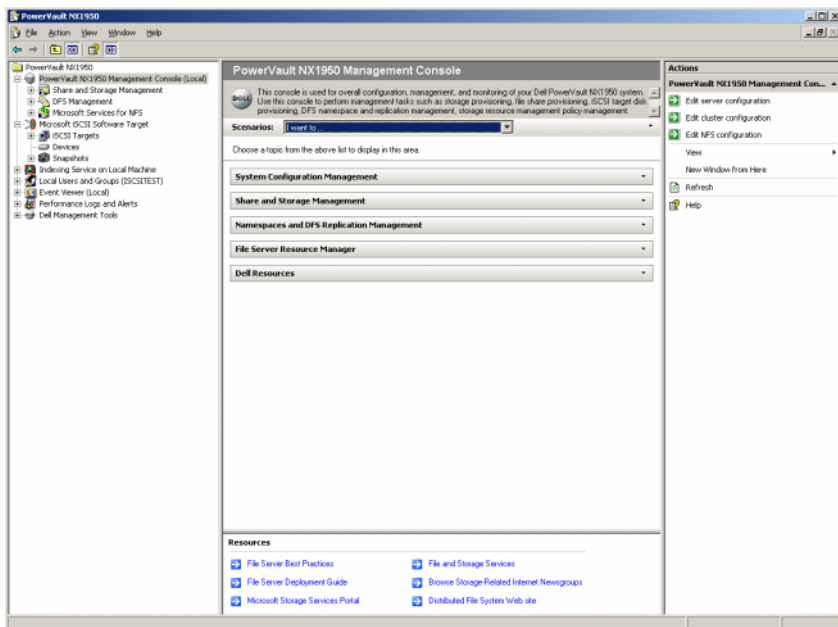 PowerVault NX1950
File Action View Window Help
PowerVault NX1950
PowerVault NX1950 Management Console (Local)
Share and Storage Management
DFS Management
Microsoft Services for NFS
Microsoft iSCSI Software Target
iSCSI Targets
Devices
Snapshots
Indexing Service on Local Machine
Local Users and Groups (ISCSITEST)
Event Viewer (Local)
Performance Logs and Alerts
Dell Management Tools
PowerVault NX1950 Management Console
DELL
This console is used for overall configuration, management, and monitoring of your Dell PowerVault NX1950 system.
Use this console to perform management tasks such as storage provisioning, file share provisioning, iSCSI target disk
provisioning, DFS namespace and replication management, storage resource management policy management.
Scenarios: I want to...
Choose a topic from the above list to display in this area.
System Configuration Management
Share and Storage Management
Namespaces and DFS Replication Management
File Server Resource Manager
Dell Resources
Resources
File Server Best Practices
File and Storage Services
File Server Deployment Guide
Browse Storage-Related Internet Newsgroups
Microsoft Storage Services Portal
Distributed File System Web site
Actions
PowerVault NX1950 Management Con...
Edit server configuration
Edit cluster configuration
Edit NFS configuration
View
New Window from Here
Refresh
Help